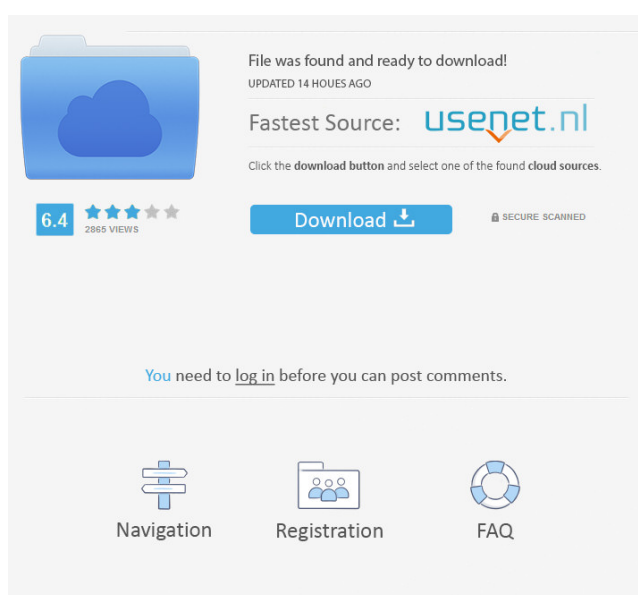 File was found and ready to download!
UPDATED 14 HOUES AGO
Fastest Source: usenet.nl
Click the download button and select one of the found cloud sources.
6.4
2865 VIEWS
Download
SECURE SCANNED
You need to log in before you can post comments.
Navigation
Registration
FAQ